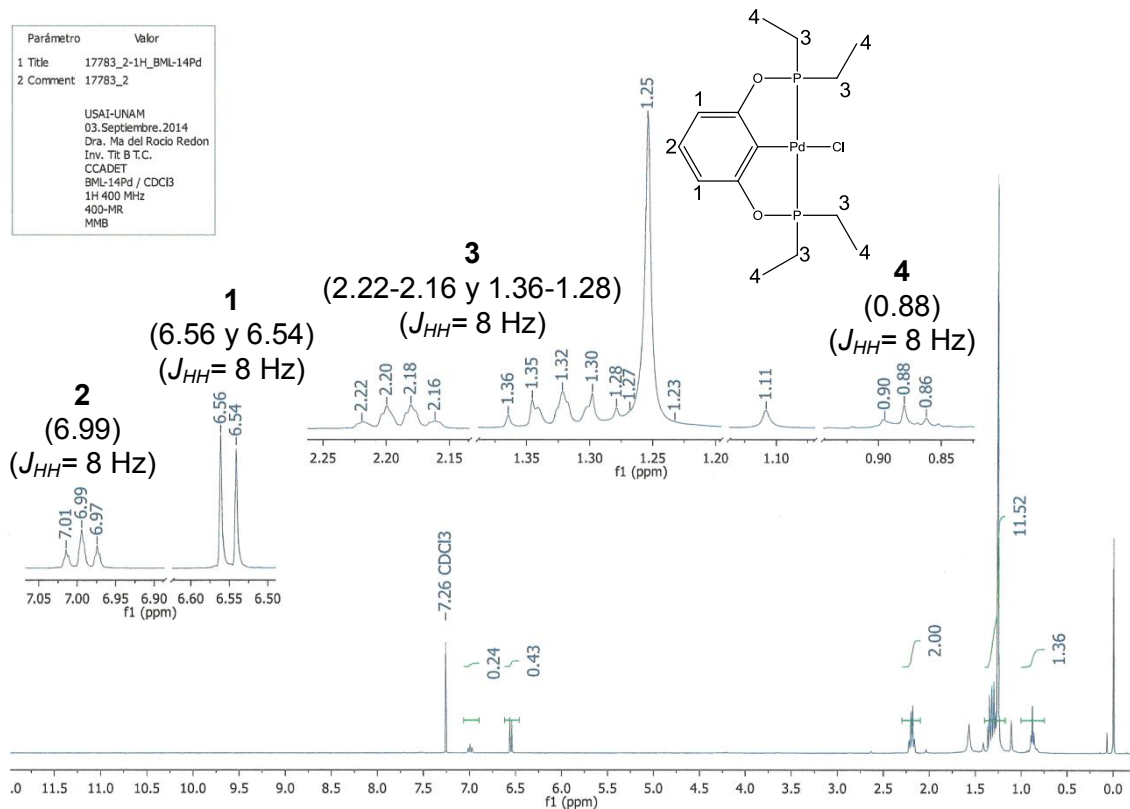 Parámetro Valor
1 Title 17783_2-1H_BML-14Pd
2 Comment 17783_2
USAI-UNAM
03.Septiembre.2014
Dra. Ma del Rocio Redon
Inv. Tit B T.C.
CCADET
BML-14Pd / CDCl3
1H 400 MHz
400-MR
MMB
4
3
4
O
P
3
1
2
Pd
Cl
1
O
P
3
3
4
4
2
(6.99)
(J_HH= 8 Hz)
1
(6.56 y 6.54)
(J_HH= 8 Hz)
3
(2.22-2.16 y 1.36-1.28)
(J_HH= 8 Hz)
4
(0.88)
(J_HH= 8 Hz)
7.01
6.99
6.97
6.56
6.54
2.22
2.20
2.18
2.16
1.36
1.35
1.32
1.30
1.28
1.27
1.25
1.23
1.11
0.90
0.88
0.86
7.05 7.00 6.95 6.90
f1 (ppm)
6.60 6.55 6.50
2.25 2.20 2.15
1.35 1.30 1.25 1.20
f1 (ppm)
1.10
0.90 0.85
7.26 CDCl3
0.24
0.43
2.00
11.52
1.36
11.5 11.0 10.5 10.0 9.5 9.0 8.5 8.0 7.5 7.0 6.5 6.0 5.5 5.0 4.5 4.0 3.5 3.0 2.5 2.0 1.5 1.0 0.5 0.0
f1 (ppm)